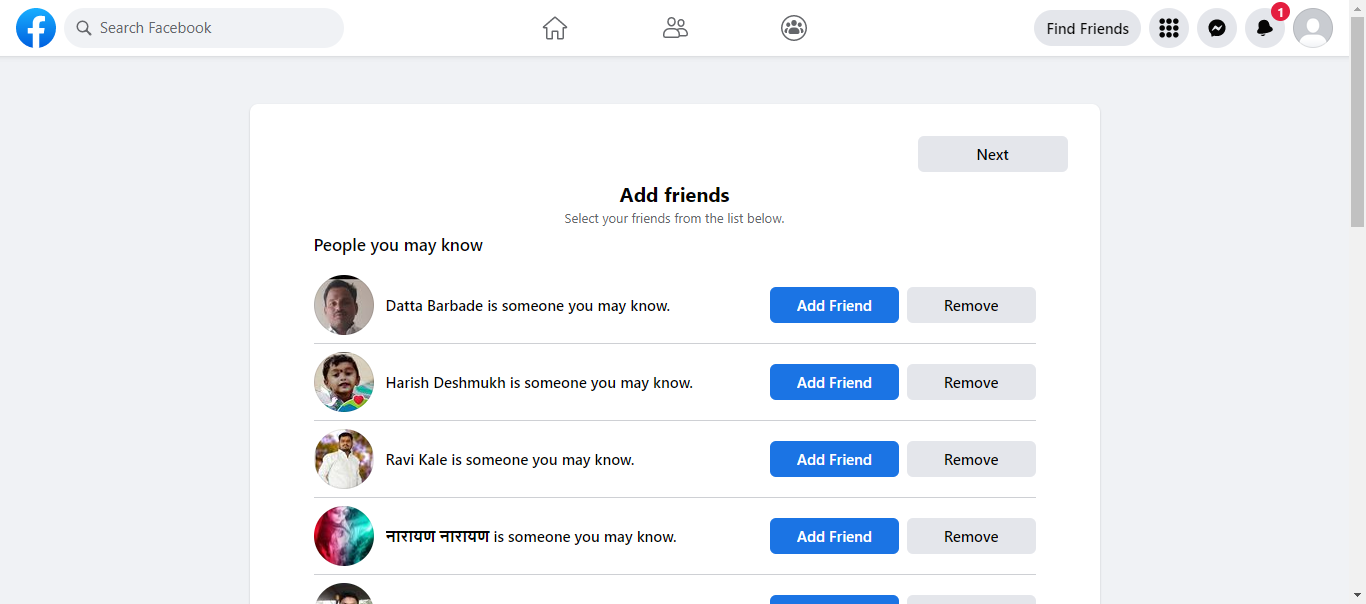 Search Facebook
Find Friends
1
Next
Add friends
Select your friends from the list below.
People you may know
Datta Barbade is someone you may know.
Add Friend
Remove
Harish Deshmukh is someone you may know.
Add Friend
Remove
Ravi Kale is someone you may know.
Add Friend
Remove
नारायण नारायण is someone you may know.
Add Friend
Remove